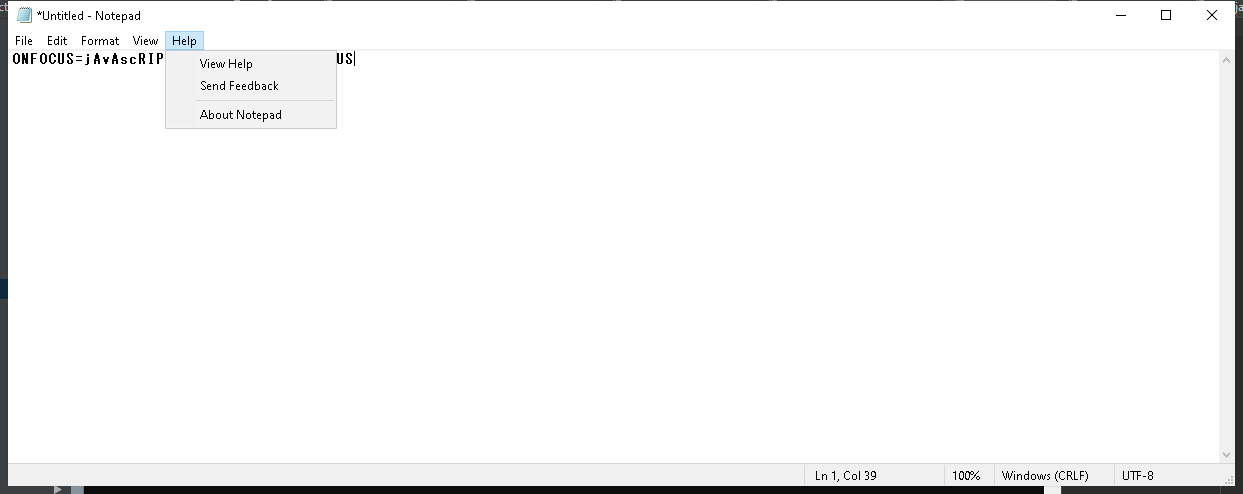 *Untitled - Notepad
File Edit Format View Help
ONFOCUS=jAvAscRIP US
View Help
Send Feedback
About Notepad
Ln 1, Col 39 100% Windows (CRLF) UTF-8